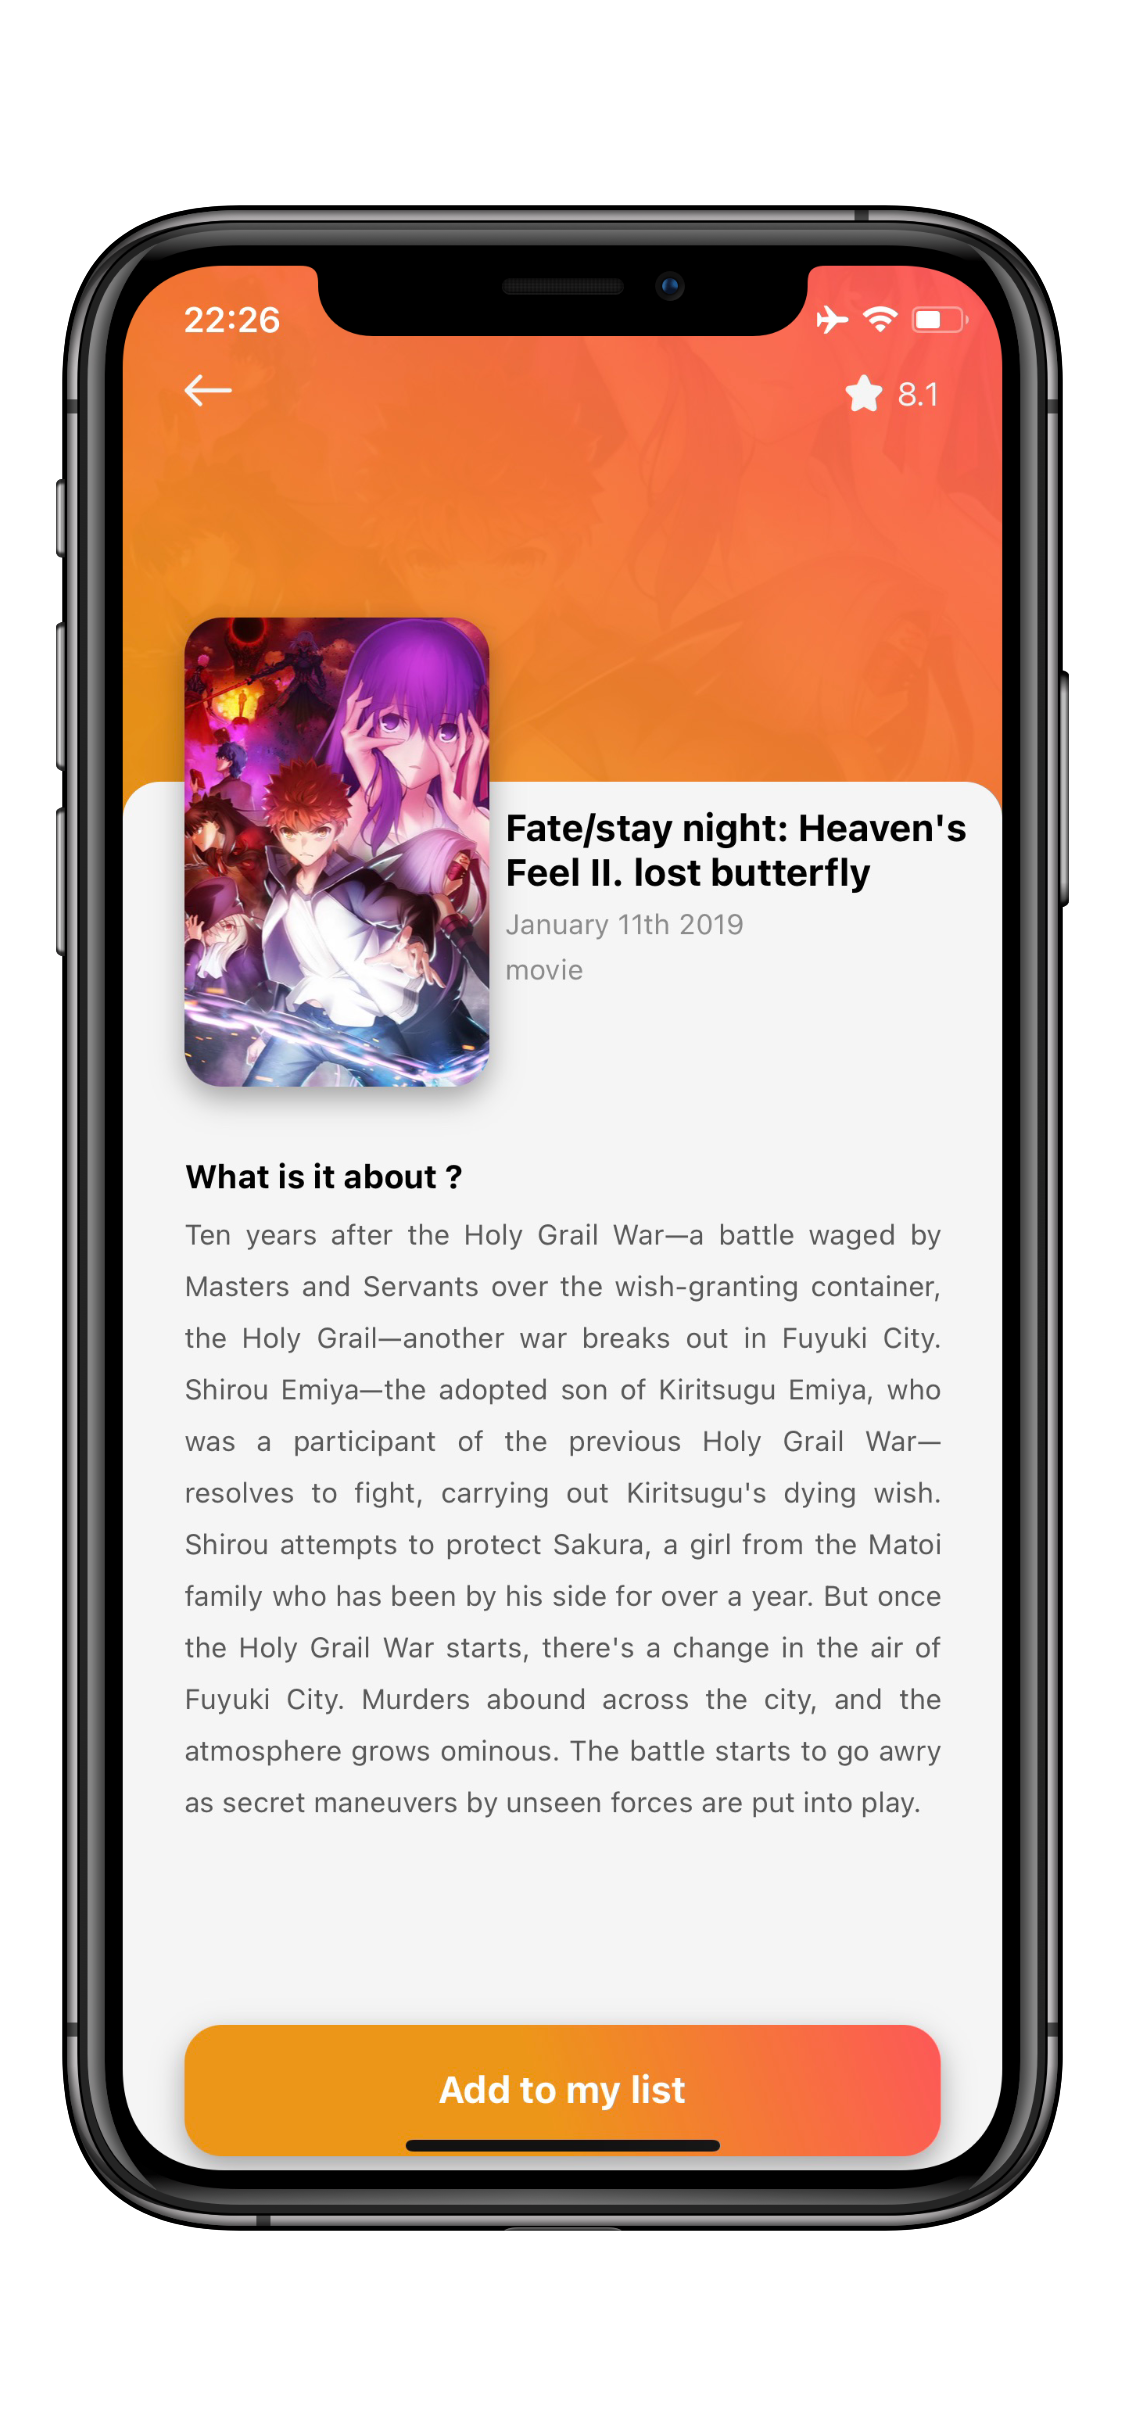 22:26
8.1
Fate/stay night: Heaven's
Feel II. lost butterfly
January 11th 2019
movie
What is it about ?
Ten years after the Holy Grail War—a battle waged by
Masters and Servants over the wish-granting container,
the Holy Grail—another war breaks out in Fuyuki City.
Shirou Emiya—the adopted son of Kiritsugu Emiya, who
was a participant of the previous Holy Grail War—
resolves to fight, carrying out Kiritsugu's dying wish.
Shirou attempts to protect Sakura, a girl from the Matoi
family who has been by his side for over a year. But once
the Holy Grail War starts, there's a change in the air of
Fuyuki City. Murders abound across the city, and the
atmosphere grows ominous. The battle starts to go awry
as secret maneuvers by unseen forces are put into play.
Add to my list